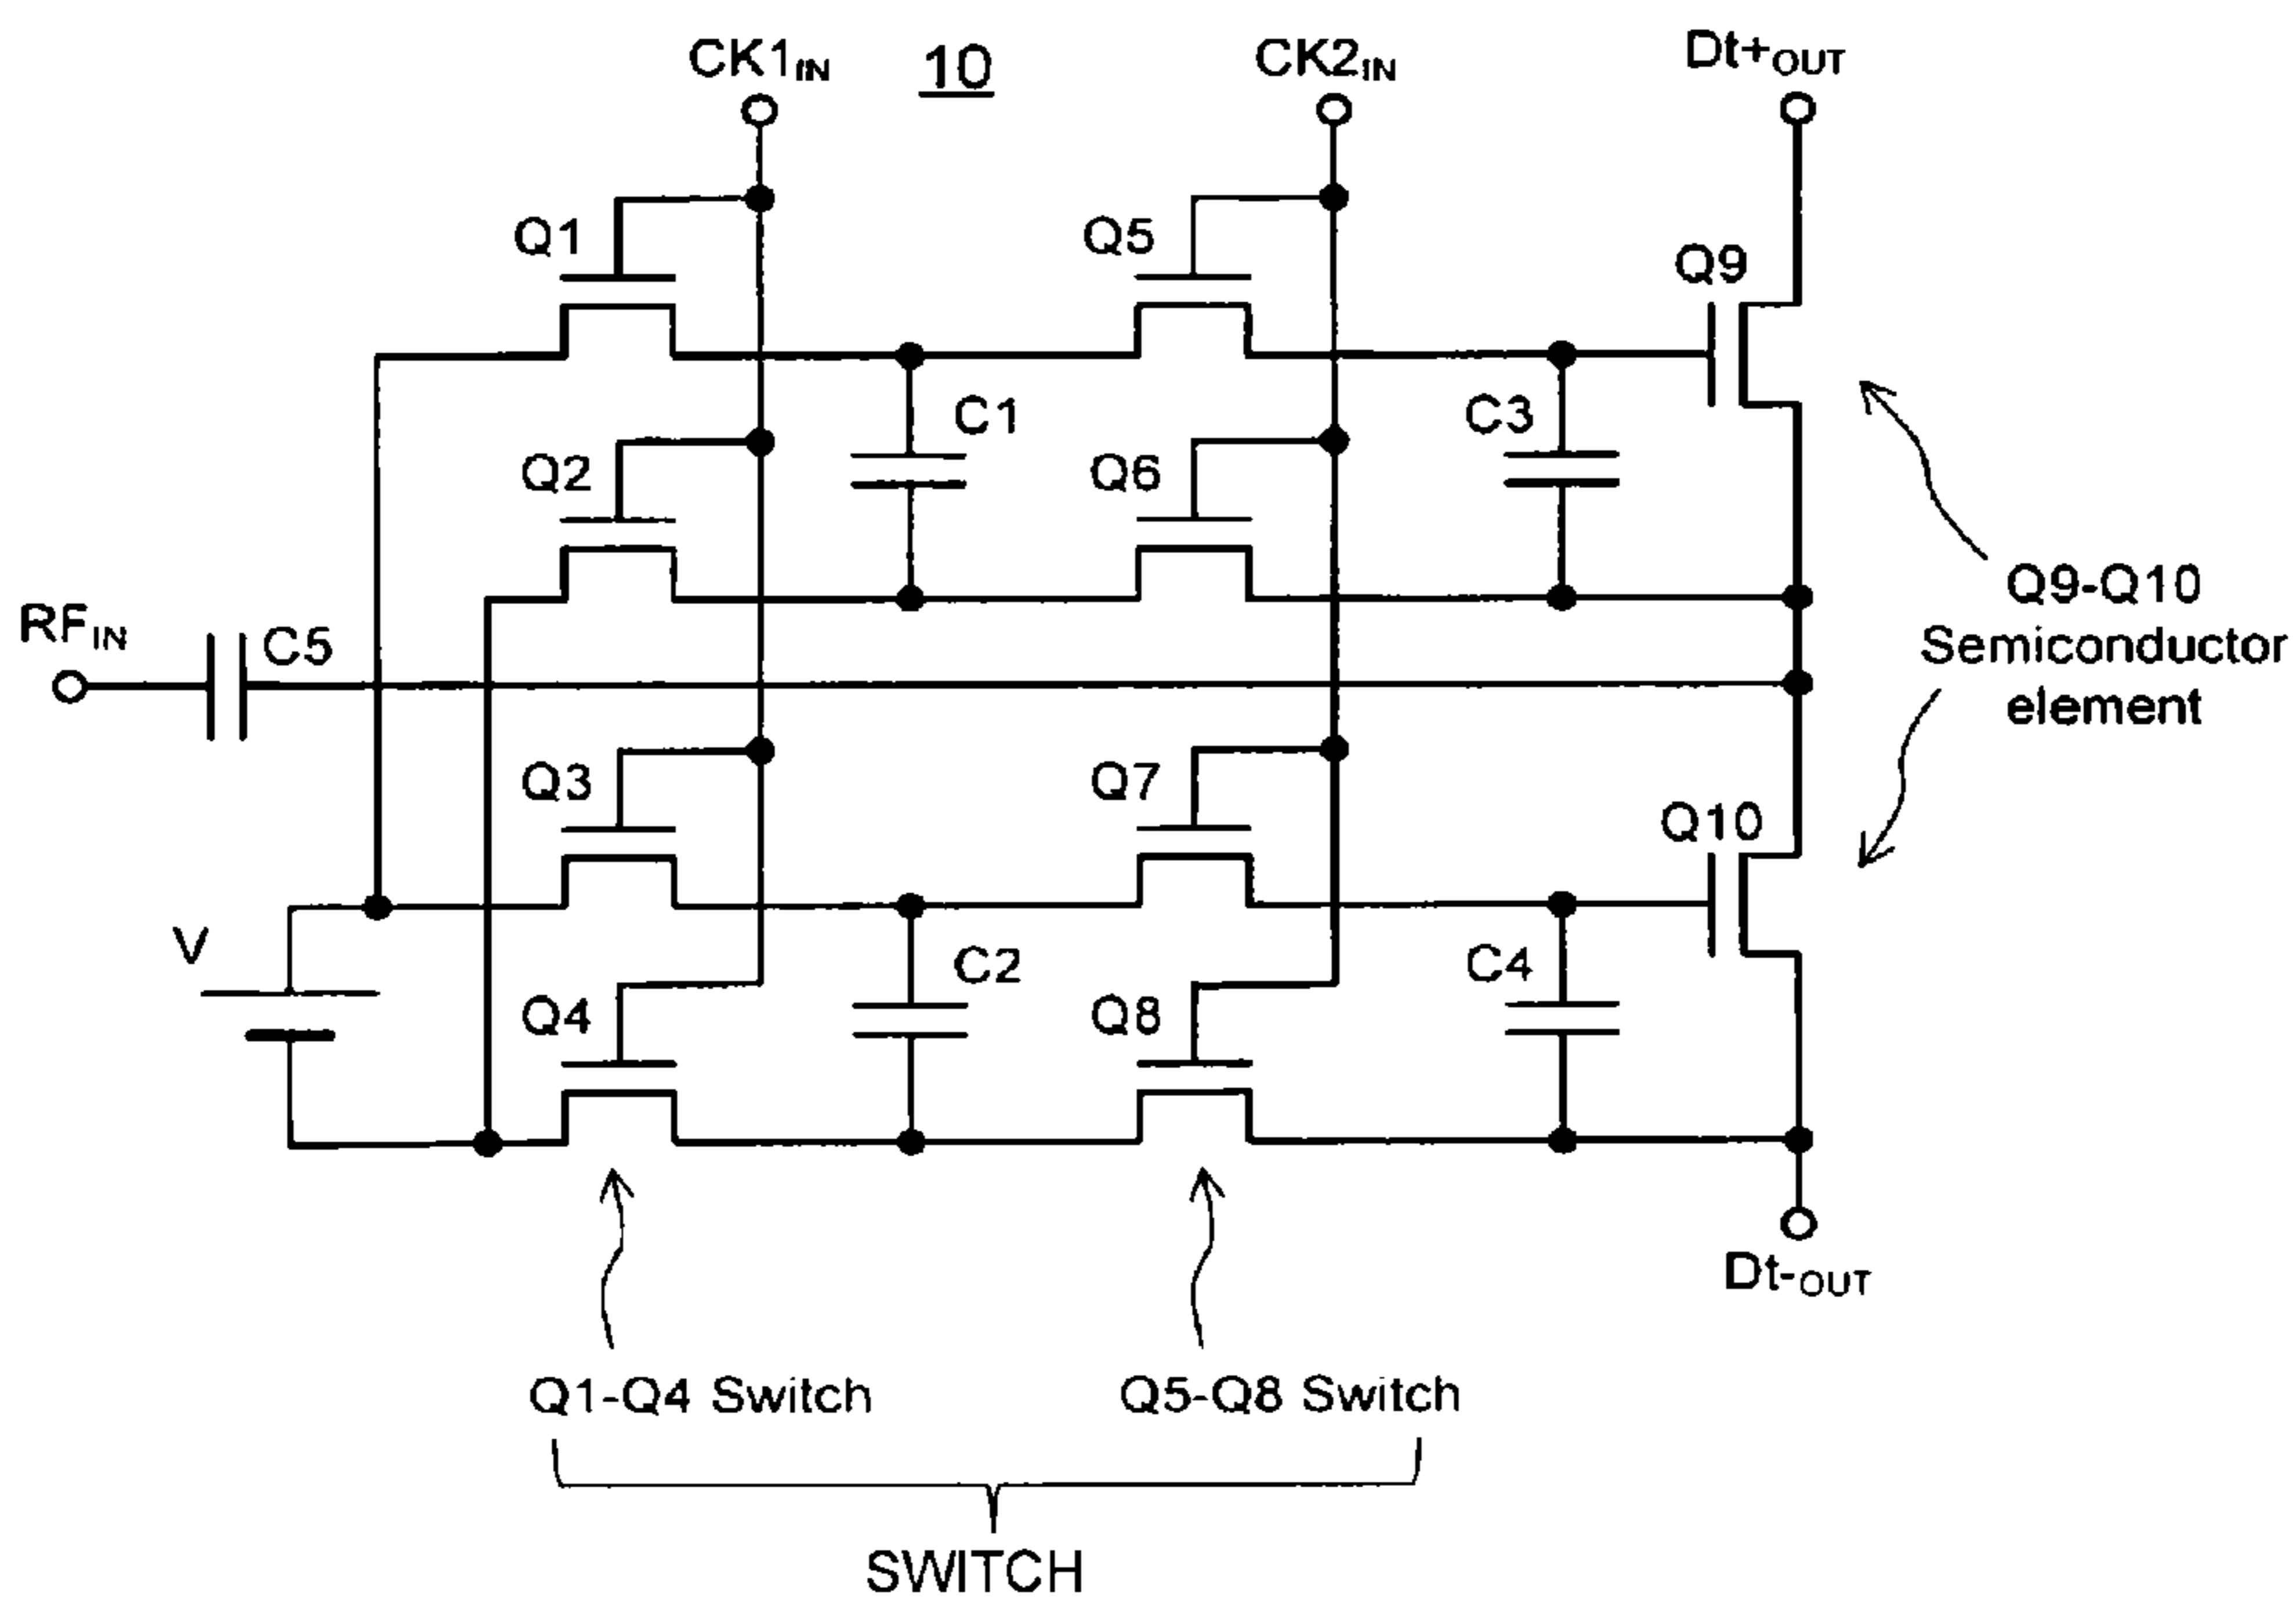 CK1IN
10
CK2IN
Dt+OUT
Q1
Q5
Q9
C1
C3
Q2
Q6
Q9-Q10
Semiconductor
element
RFIN
C5
Q3
Q7
Q10
V
C2
C4
Q4
Q8
Dt-OUT
Q1-Q4 Switch
Q5-Q8 Switch
SWITCH